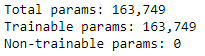 Total params: 163,749
Trainable params: 163,749
Non-trainable params: 0